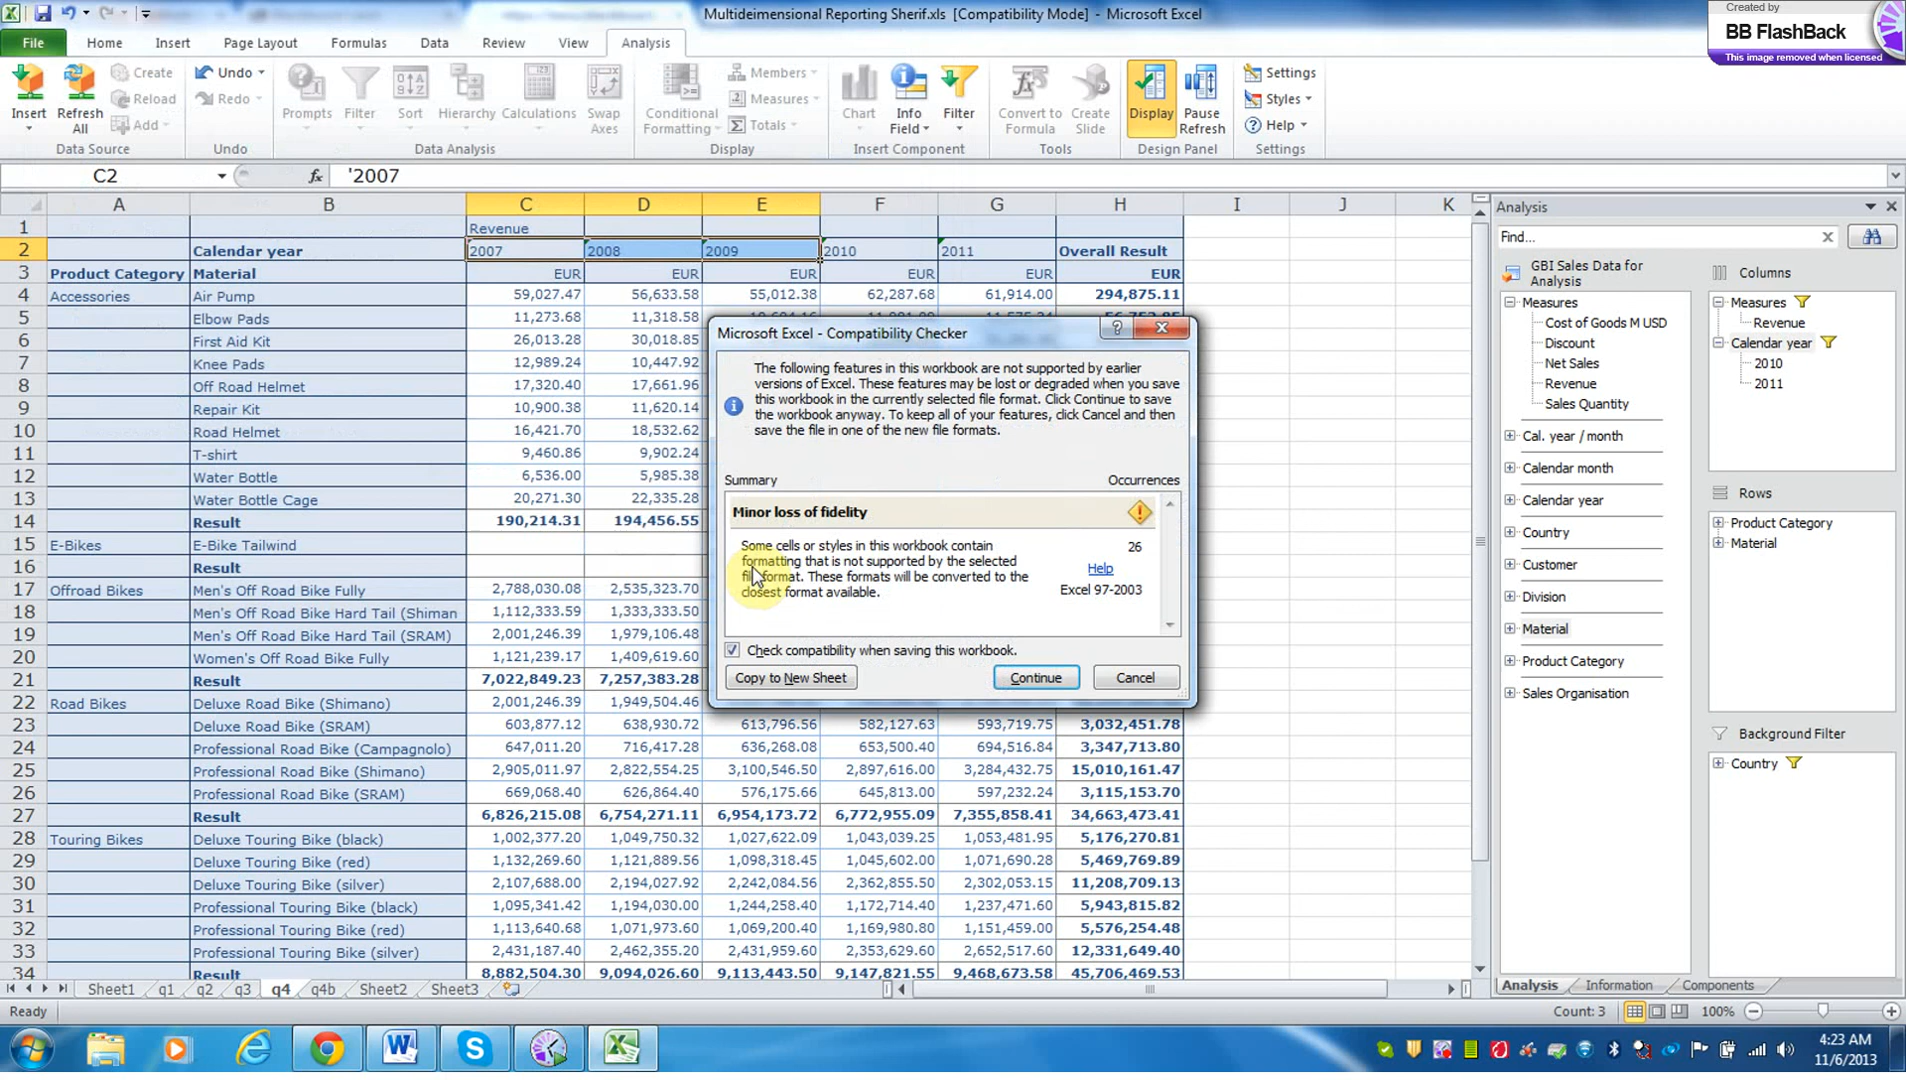 Multideimensional Reporting Sherif.xls [Compatibility Mode] - Microsoft Excel
Created by
BB FlashBack
This image removed when licensed
File Home Insert Page Layout Formulas Data Review View Analysis
Insert Refresh All Create Reload Add
Undo Redo
Prompts Filter Sort Hierarchy Calculations Swap Axes
Conditional Formatting Members Measures Totals
Chart Info Field Filter
Convert to Formula Create Slide
Display Pause Refresh
Settings Styles Help
Data Source Undo Data Analysis Display Insert Component Tools Design Panel Settings
C2 fx '2007
A B C D E F G H I J K
1 Revenue
2 Calendar year 2007 2008 2009 2010 2011 Overall Result
3 Product Category Material EUR EUR EUR EUR EUR EUR
4 Accessories Air Pump 59,027.47 56,633.58 55,012.38 62,287.68 61,914.00 294,875.11
5 Elbow Pads 11,273.68 11,318.58
6 First Aid Kit 26,013.28 30,018.85
7 Knee Pads 12,989.24 10,447.92
8 Off Road Helmet 17,320.40 17,661.96
9 Repair Kit 10,900.38 11,620.14
10 Road Helmet 16,421.70 18,532.62
11 T-shirt 9,460.86 9,902.24
12 Water Bottle 6,536.00 5,985.38
13 Water Bottle Cage 20,271.30 22,335.28
14 Result 190,214.31 194,456.55
15 E-Bikes E-Bike Tailwind
16 Result
17 Offroad Bikes Men's Off Road Bike Fully 2,788,030.08 2,535,323.70
18 Men's Off Road Bike Hard Tail (Shiman 1,112,333.59 1,333,333.50
19 Men's Off Road Bike Hard Tail (SRAM) 2,001,246.39 1,979,106.48
20 Women's Off Road Bike Fully 1,121,239.17 1,409,619.60
21 Result 7,022,849.23 7,257,383.28
22 Road Bikes Deluxe Road Bike (Shimano) 2,001,246.39 1,949,504.46
23 Deluxe Road Bike (SRAM) 603,877.12 638,930.72 613,796.56 582,127.63 593,719.75 3,032,451.78
24 Professional Road Bike (Campagnolo) 647,011.20 716,417.28 636,268.08 653,500.40 694,516.84 3,347,713.80
25 Professional Road Bike (Shimano) 2,905,011.97 2,822,554.25 3,100,546.50 2,897,616.00 3,284,432.75 15,010,161.47
26 Professional Road Bike (SRAM) 669,068.40 626,864.40 576,175.66 645,813.00 597,232.24 3,115,153.70
27 Result 6,826,215.08 6,754,271.11 6,954,173.72 6,772,955.09 7,355,858.41 34,663,473.41
28 Touring Bikes Deluxe Touring Bike (black) 1,002,377.20 1,049,750.32 1,027,622.09 1,043,039.25 1,053,481.95 5,176,270.81
29 Deluxe Touring Bike (red) 1,132,269.60 1,121,889.56 1,098,318.45 1,045,602.00 1,071,690.28 5,469,769.89
30 Deluxe Touring Bike (silver) 2,107,688.00 2,194,027.92 2,242,084.56 2,362,855.50 2,302,053.15 11,208,709.13
31 Professional Touring Bike (black) 1,095,341.42 1,194,030.00 1,244,258.40 1,172,714.40 1,237,471.60 5,943,815.82
32 Professional Touring Bike (red) 1,113,640.68 1,071,973.60 1,069,200.40 1,169,980.80 1,151,459.00 5,576,254.48
33 Professional Touring Bike (silver) 2,431,187.40 2,462,355.20 2,431,959.60 2,353,629.60 2,652,517.60 12,331,649.40
34 Result 8,882,504.30 9,094,026.60 9,113,443.50 9,147,821.55 9,468,673.58 45,706,469.53
Microsoft Excel - Compatibility Checker
The following features in this workbook are not supported by earlier
versions of Excel. These features may be lost or degraded when you save
this workbook in the currently selected file format. Click Continue to save
the workbook anyway. To keep all of your features, click Cancel and then
save the file in one of the new file formats.
Summary Occurrences
Minor loss of fidelity
Some cells or styles in this workbook contain 26
formatting that is not supported by the selected Help
file format. These formats will be converted to the
closest format available. Excel 97-2003
Check compatibility when saving this workbook.
Copy to New Sheet Continue Cancel
Analysis
Find...
GBI Sales Data for
Analysis
Measures
Cost of Goods M USD
Discount
Net Sales
Revenue
Sales Quantity
Cal. year / month
Calendar month
Calendar year
Country
Customer
Division
Material
Product Category
Sales Organisation
Columns
Measures
Revenue
Calendar year
2010
2011
Rows
Product Category
Material
Background Filter
Country
Analysis Information Components
Sheet1 q1 q2 q3 q4 q4b Sheet2 Sheet3
Ready Count: 3 100%
4:23 AM
11/6/2013